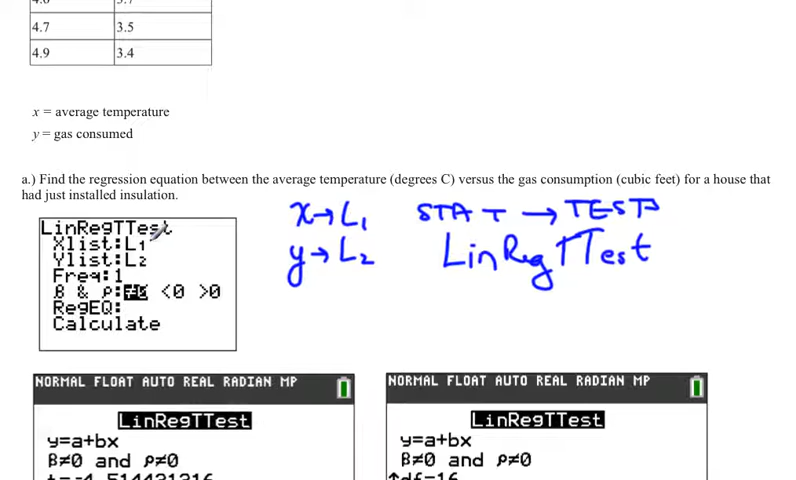 4.7 3.5
4.9 3.4
x = average temperature
y = gas consumed
a.) Find the regression equation between the average temperature (degrees C) versus the gas consumption (cubic feet) for a house that
had just installed insulation.
x→L1 STAT → TESTS
y→L2 LinRegTTest
LinRegTTest
Xlist:L1
Ylist:L2
Freq:1
β & ρ:≠0 <0 >0
RegEQ:
Calculate
NORMAL FLOAT AUTO REAL RADIAN MP
LinRegTTest
y=a+bx
β≠0 and ρ≠0
NORMAL FLOAT AUTO REAL RADIAN MP
LinRegTTest
y=a+bx
β≠0 and ρ≠0
↑df=16